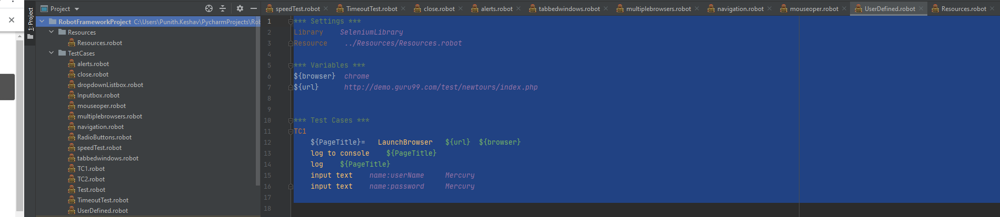 1: Project
Project
RobotFrameworkProject C:\Users\Punith.Keshav\PycharmProjects\Rob
Resources
Resources.robot
TestCases
alerts.robot
close.robot
dropdownListbox.robot
Inputbox.robot
mouseoper.robot
multiplebrowsers.robot
navigation.robot
RadioButtons.robot
speedTest.robot
tabbedwindows.robot
TC1.robot
TC2.robot
Test.robot
TimeoutTest.robot
UserDefined.robot
speedTest.robot TimeoutTest.robot close.robot alerts.robot tabbedwindows.robot multiplebrowsers.robot navigation.robot mouseoper.robot UserDefined.robot Resources.robot
1 *** Settings ***
2 Library SeleniumLibrary
3 Resource ../Resources/Resources.robot
4
5 *** Variables ***
6 ${browser} chrome
7 ${url} http://demo.guru99.com/test/newtours/index.php
8
9
10 *** Test Cases ***
11 TC1
12 ${PageTitle}= LaunchBrowser ${url} ${browser}
13 log to console ${PageTitle}
14 log ${PageTitle}
15 input text name:userName Mercury
16 input text name:password Mercury
17
18